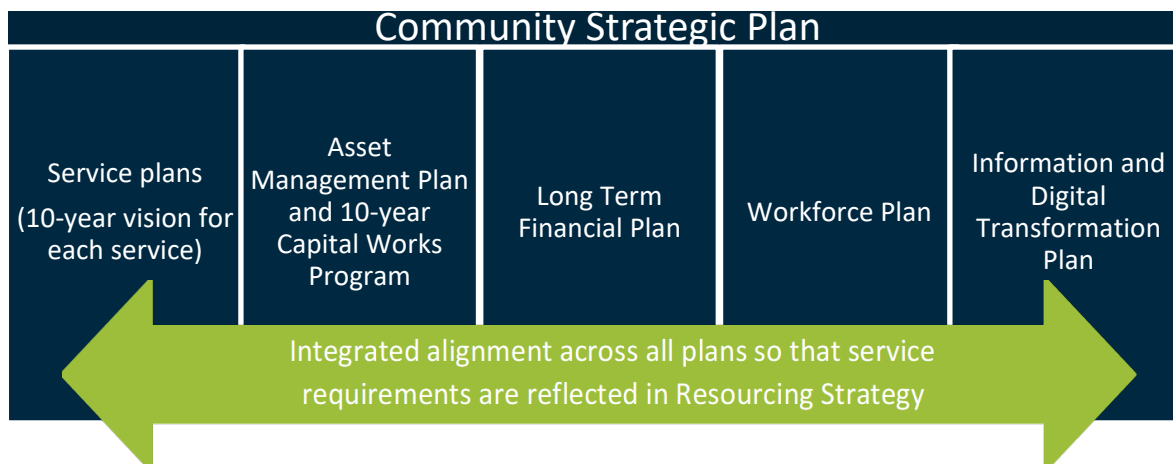 Community Strategic Plan
Service plans
(10-year vision for
each service)
Asset
Management Plan
and 10-year
Capital Works
Program
Long Term
Financial Plan
Workforce Plan
Information and
Digital
Transformation
Plan
Integrated alignment across all plans so that service
requirements are reflected in Resourcing Strategy